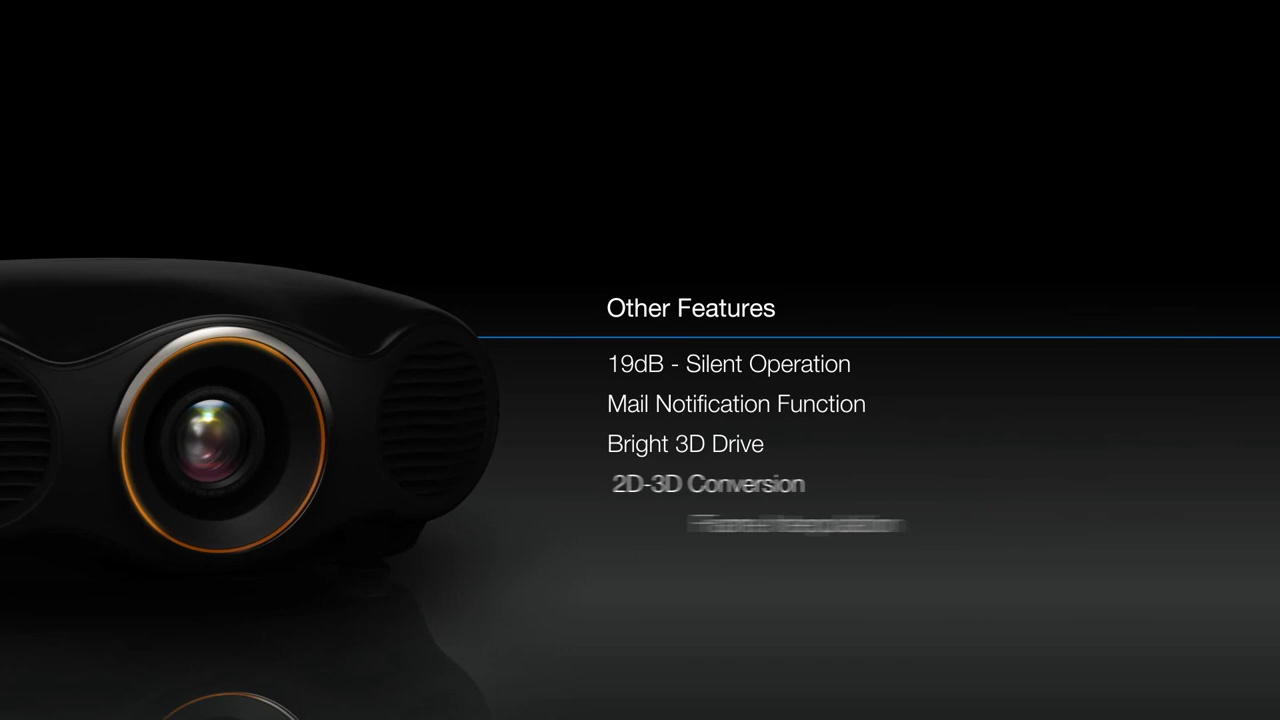 Other Features
19dB - Silent Operation
Mail Notification Function
Bright 3D Drive
2D-3D Conversion